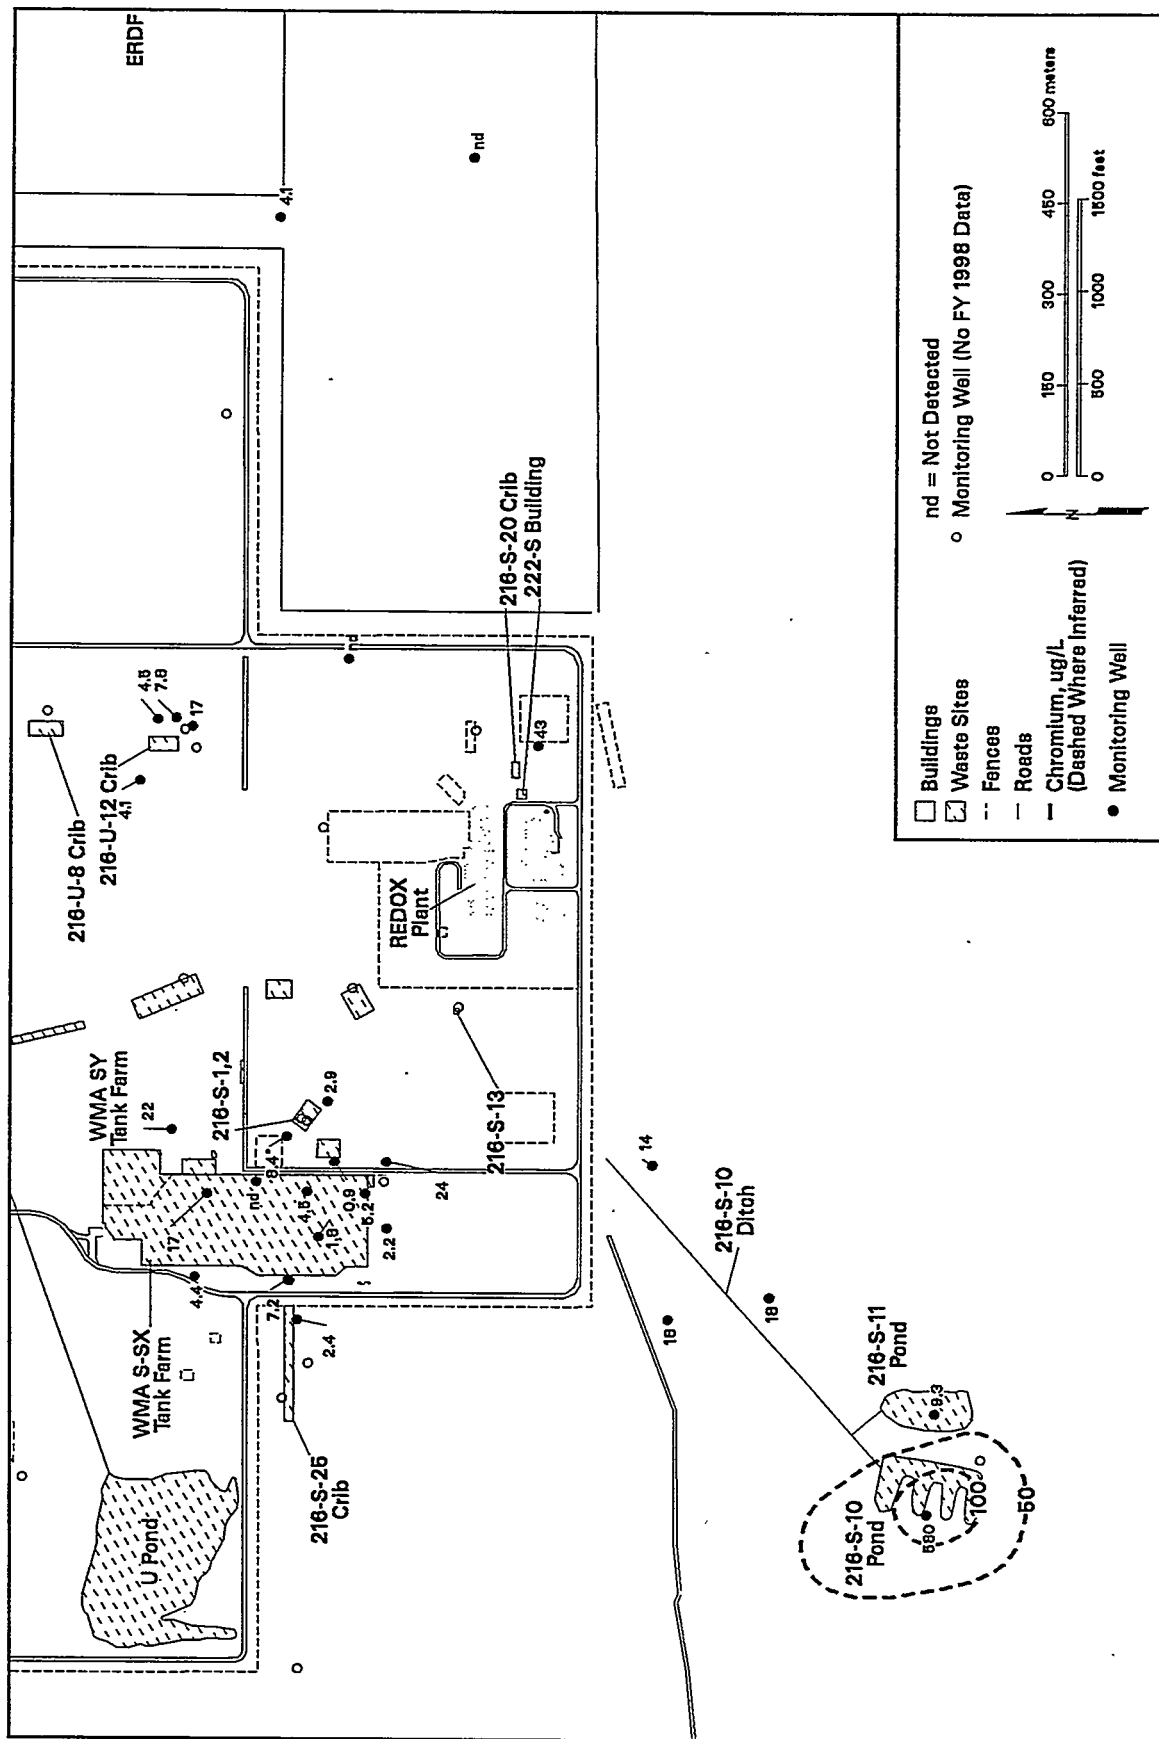 ERDF
4.1
nd
216-U-8 Crib
216-U-12 Crib
4.1
4.5
7.8
17
nd
216-S-20 Crib
222-S Building
43
REDOX
Plant
WMA SY
Tank Farm
22
216-S-1,2
2.9
8.4
216-S-13
24
0.9
5.2
4.5
1.8
2.2
nd
17
4.4
7.2
2.4
WMA S-SX
Tank Farm
U Pond
216-S-25
Crib
14
216-S-10
Ditch
18
18
216-S-11
Pond
9.3
216-S-10
Pond
580
100
50
Buildings
Waste Sites
Fences
Roads
Chromium, ug/L
(Dashed Where Inferred)
Monitoring Well
nd = Not Detected
Monitoring Well (No FY 1998 Data)
N
0 150 300 450 600 meters
0 500 1000 1500 feet